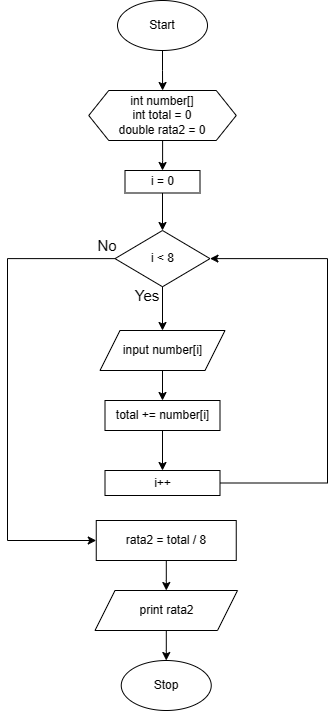 Start
int number[]
int total = 0
double rata2 = 0
i = 0
i < 8
No
Yes
input number[i]
total += number[i]
i++
rata2 = total / 8
print rata2
Stop